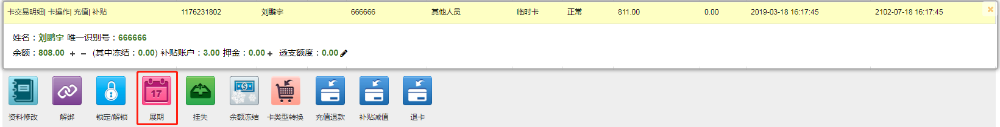 卡交易明细| 卡操作| 充值| 补贴 1176231802 刘鹏宇 666666 其他人员 临时卡 正常 811.00 0.00 2019-03-18 16:17:45 2102-07-18 16:17:45
姓名：刘鹏宇 唯一识别号：666666
余额：808.00 + − (其中冻结：0.00) 补贴账户：3.00 押金：0.00+ 透支额度：0.00
17
资料修改 解绑 锁定/解锁 展期 挂失 余额冻结 卡类型转换 充值退款 补贴减值 退卡